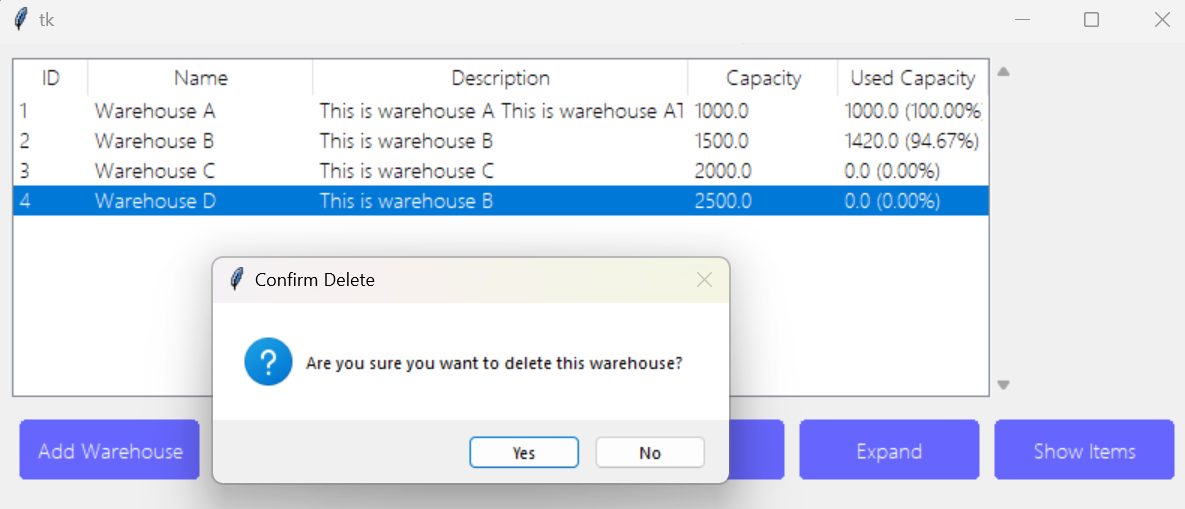 tk
ID Name Description Capacity Used Capacity
1 Warehouse A This is warehouse A This is warehouse AT 1000.0 1000.0 (100.00%
2 Warehouse B This is warehouse B 1500.0 1420.0 (94.67%)
3 Warehouse C This is warehouse C 2000.0 0.0 (0.00%)
4 Warehouse D This is warehouse B 2500.0 0.0 (0.00%)
Confirm Delete
Are you sure you want to delete this warehouse?
Yes No
Add Warehouse Expand Show Items